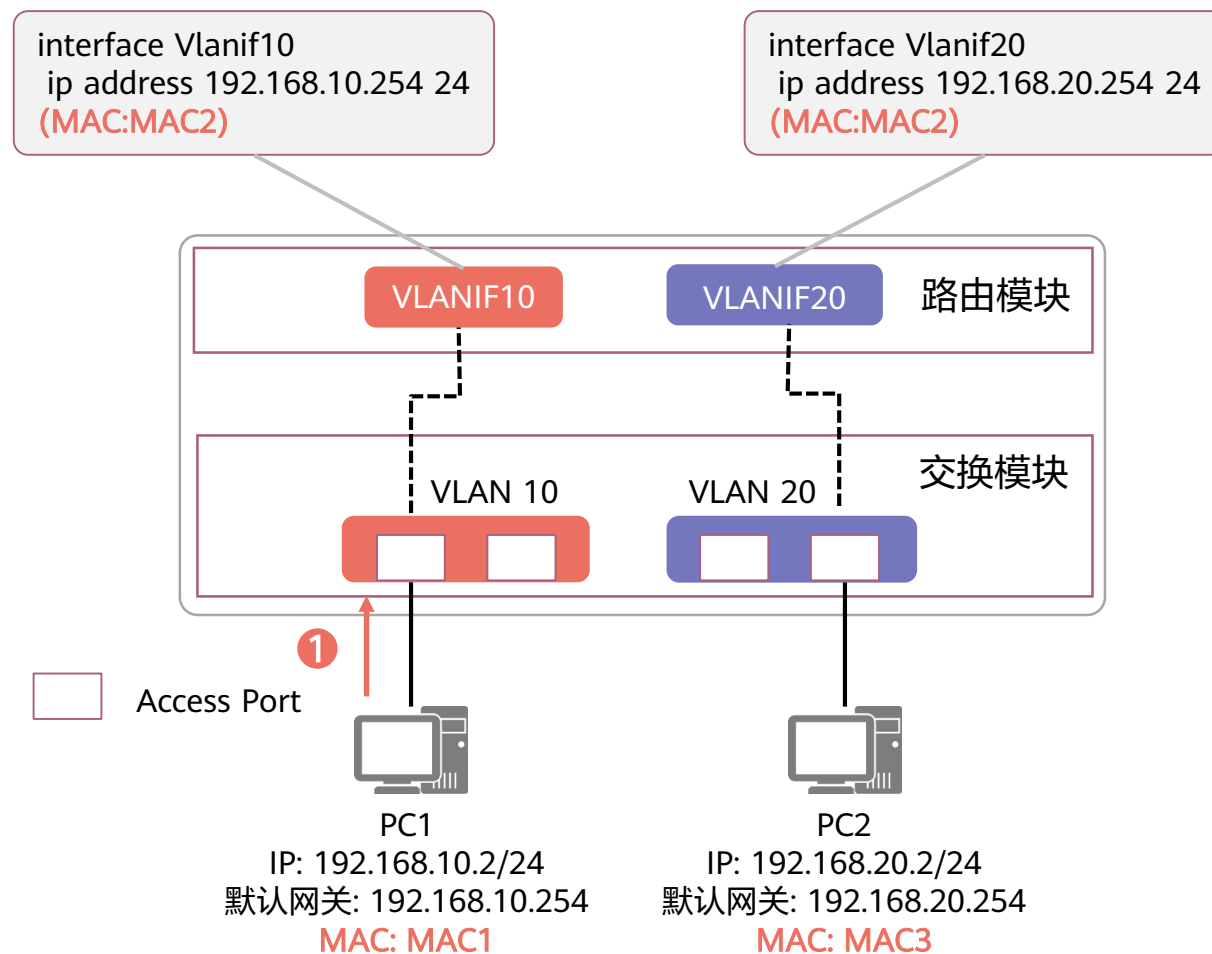 interface Vlanif10
ip address 192.168.10.254 24
(MAC:MAC2)
interface Vlanif20
ip address 192.168.20.254 24
(MAC:MAC2)
VLANIF10
VLANIF20
路由模块
交换模块
VLAN 10
VLAN 20
1
Access Port
PC1
IP: 192.168.10.2/24
默认网关: 192.168.10.254
MAC: MAC1
PC2
IP: 192.168.20.2/24
默认网关: 192.168.20.254
MAC: MAC3